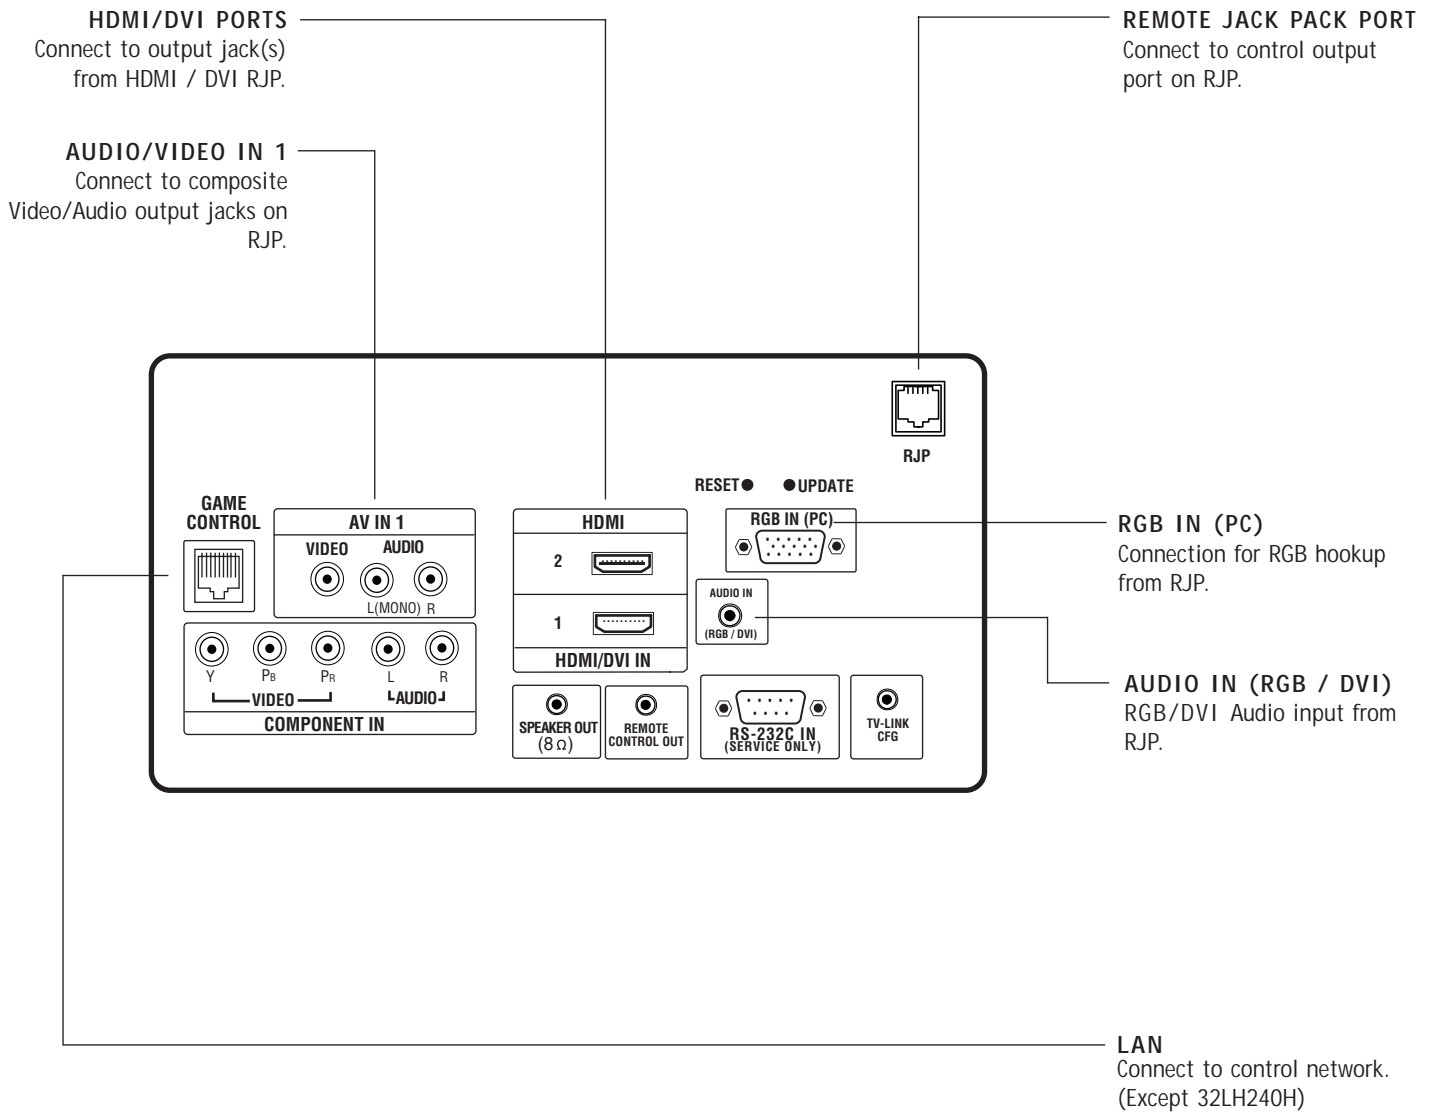 HDMI/DVI PORTS
Connect to output jack(s)
from HDMI / DVI RJP.
REMOTE JACK PACK PORT
Connect to control output
port on RJP.
AUDIO/VIDEO IN 1
Connect to composite
Video/Audio output jacks on
RJP.
RJP
RESET
UPDATE
GAME
CONTROL
AV IN 1
VIDEO
AUDIO
L(MONO) R
HDMI
2
1
HDMI/DVI IN
RGB IN (PC)
AUDIO IN
(RGB / DVI)
RGB IN (PC)
Connection for RGB hookup
from RJP.
Y
PB
PR
L
R
VIDEO
AUDIO
COMPONENT IN
SPEAKER OUT
(8 Ω)
REMOTE
CONTROL OUT
RS-232C IN
(SERVICE ONLY)
TV-LINK
CFG
AUDIO IN (RGB / DVI)
RGB/DVI Audio input from
RJP.
LAN
Connect to control network.
(Except 32LH240H)